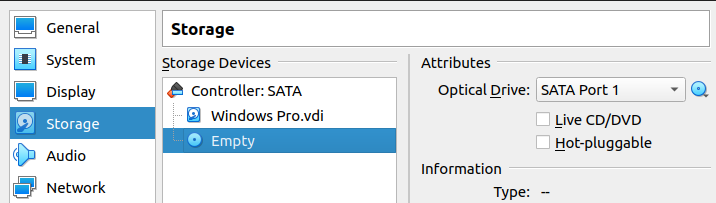 General
System
Display
Storage
Audio
Network
Storage
Storage Devices
Controller: SATA
Windows Pro.vdi
Empty
Attributes
Optical Drive: SATA Port 1
Live CD/DVD
Hot-pluggable
Information
Type: --